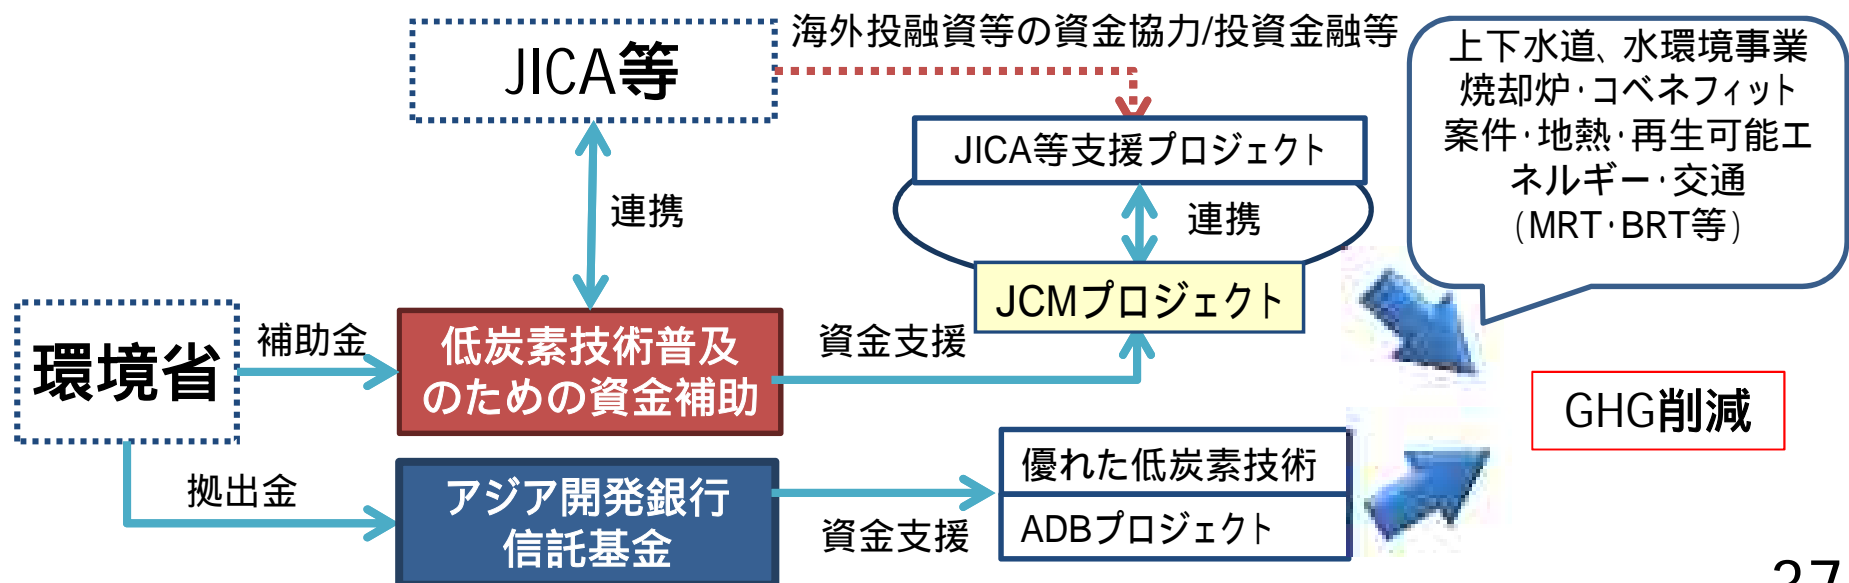 JICA等
海外投融資等の資金協力/投資金融等
上下水道、水環境事業
焼却炉・コベネフィット
案件・地熱・再生可能エ
ネルギー・交通
(MRT・BRT等)
JICA等支援プロジェクト
連携
連携
JCMプロジェクト
環境省
補助金
低炭素技術普及
のための資金補助
資金支援
GHG削減
拠出金
アジア開発銀行
信託基金
資金支援
優れた低炭素技術
ADBプロジェクト
27